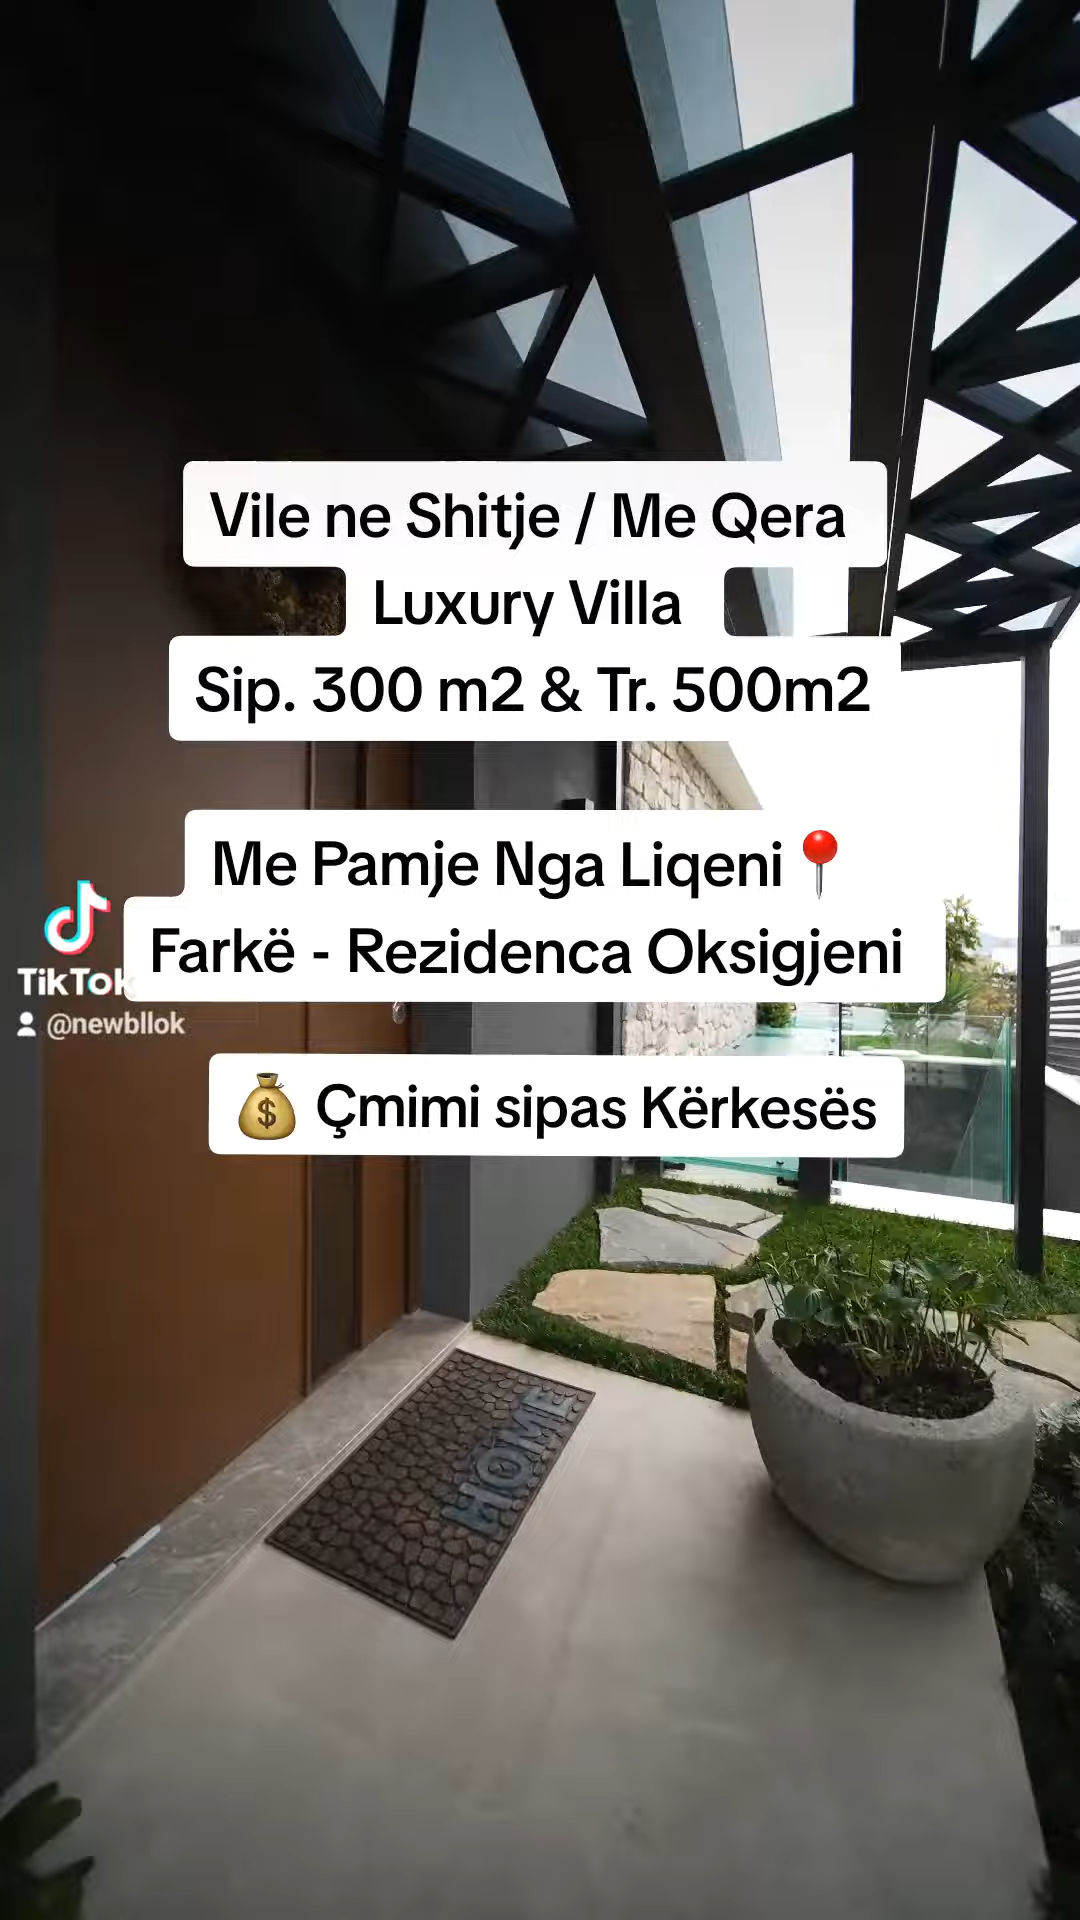 Vile ne Shitje / Me Qera
Luxury Villa
Sip. 300 m2 & Tr. 500m2
Me Pamje Nga Liqeni📍
Farkë - Rezidenca Oksigjeni
TikTok
@newbllok
💰 Çmimi sipas Kërkesës
HOME